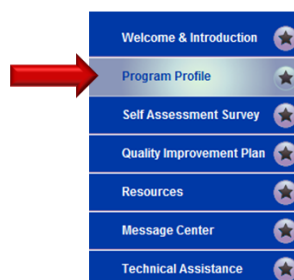 Welcome & Introduction
Program Profile
Self Assessment Survey
Quality Improvement Plan
Resources
Message Center
Technical Assistance